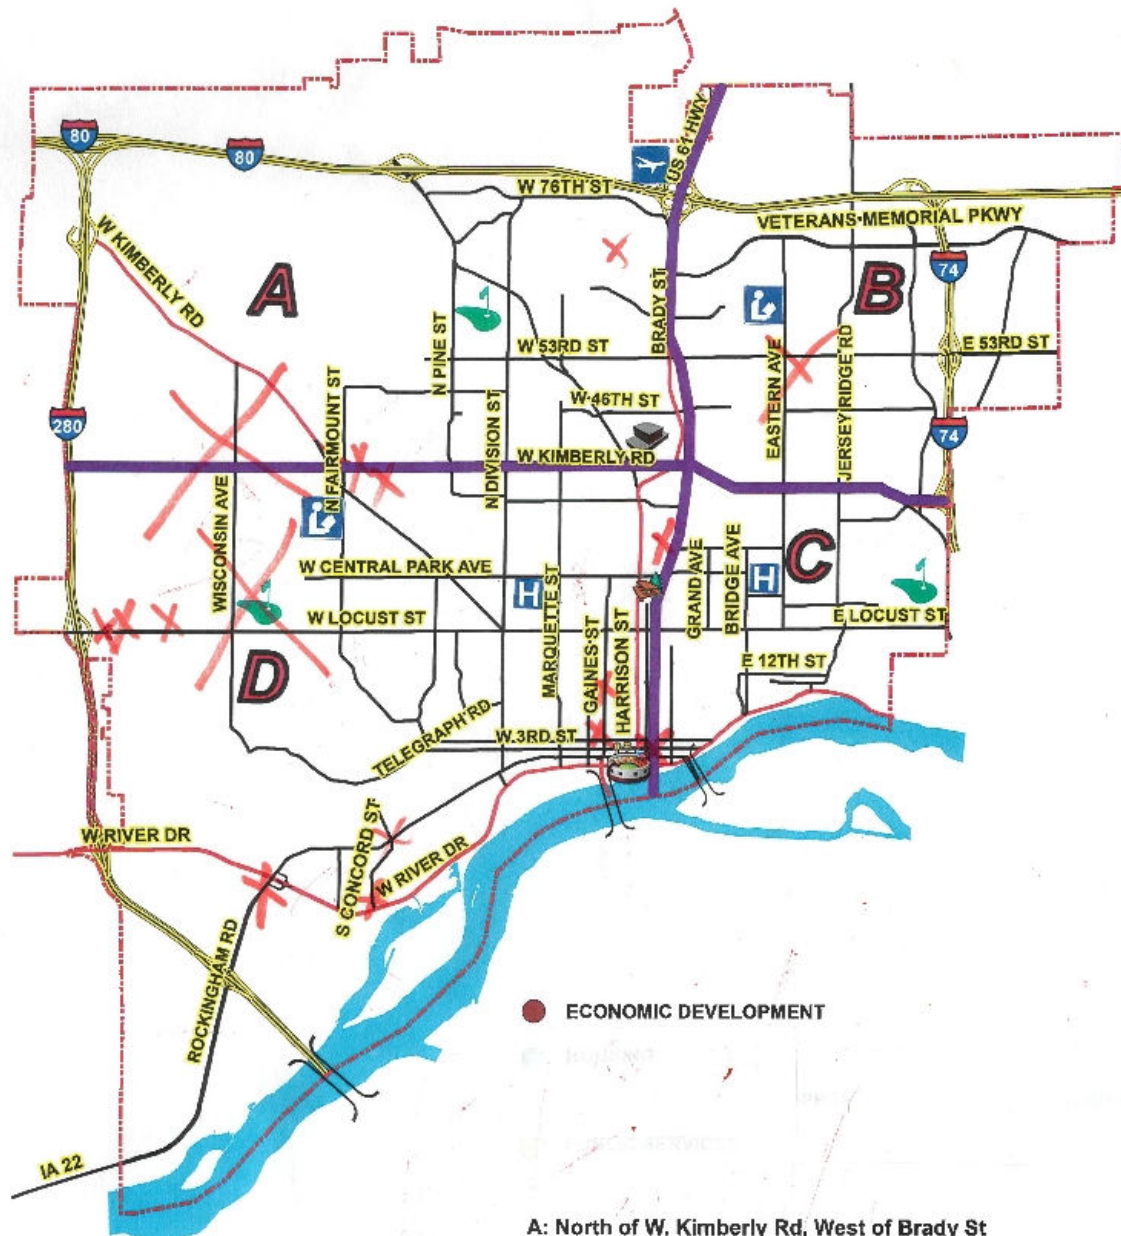 80
80
US 61 HWY
W 76TH ST
VETERANS MEMORIAL PKWY
W KIMBERLY RD
A
B
74
BRADY ST
N PINE ST
W 53RD ST
E 53RD ST
EASTERN AVE
JERSEY RIDGE RD
N FAIRMOUNT ST
W 46TH ST
280
74
N DIVISION ST
W KIMBERLY RD
WISCONSIN AVE
C
W CENTRAL PARK AVE
H
H
MARQUETTE ST
GRAND AVE
BRIDGE AVE
W LOCUST ST
GAINES ST
HARRISON ST
E LOCUST ST
D
E 12TH ST
TELEGRAPH RD
W 3RD ST
W RIVER DR
S CONCORD ST
W RIVER DR
ROCKINGHAM RD
ECONOMIC DEVELOPMENT
IA 22
A: North of W. Kimberly Rd, West of Brady St